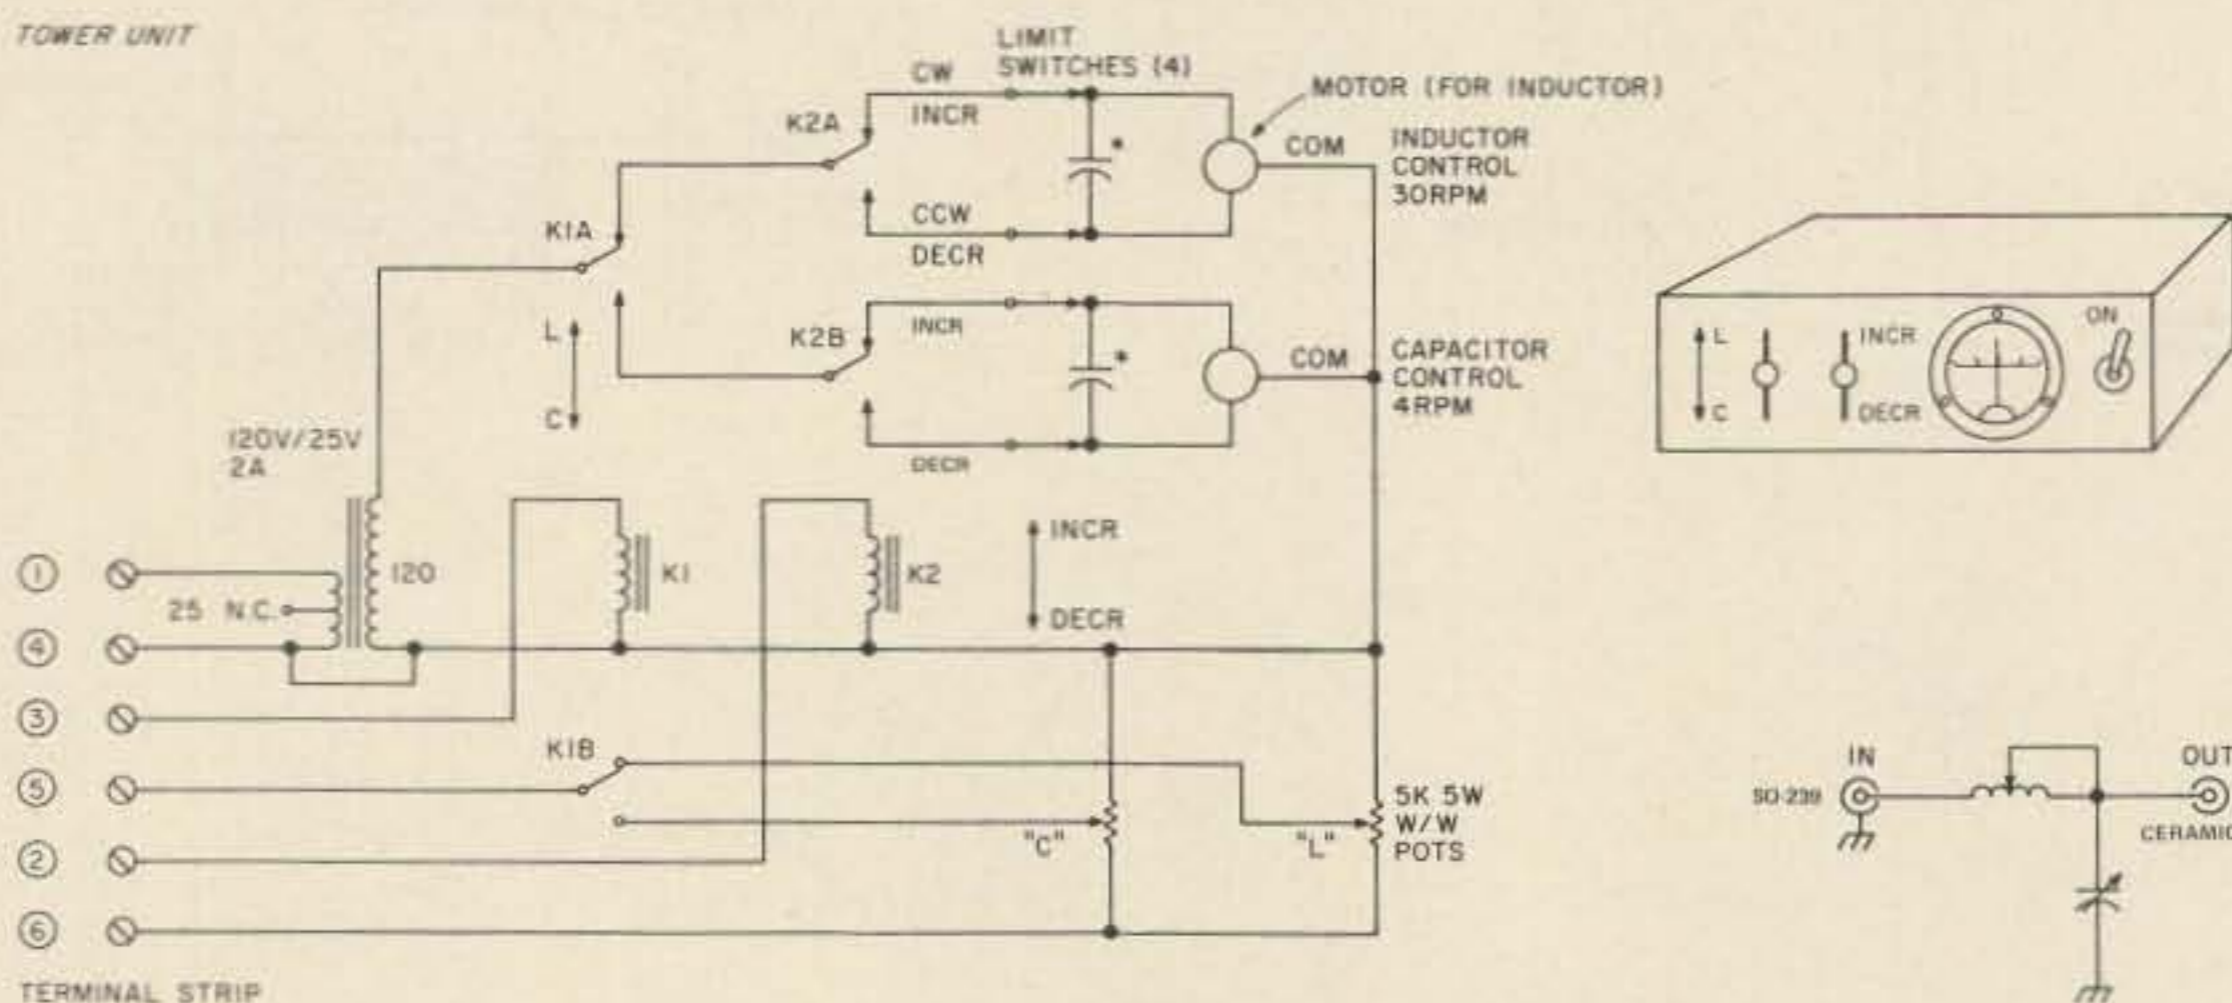 TOWER UNIT
LIMIT
SWITCHES (4)
CW
INCR
K2A
*
MOTOR (FOR INDUCTOR)
COM
INDUCTOR
CONTROL
30RPM
CCW
DECR
K1A
L
C
K2B
INCR
*
COM
CAPACITOR
CONTROL
4RPM
DECR
120V/25V
2A
120
25 N.C.
K1
K2
INCR
DECR
1
4
3
5
2
6
K1B
"C"
"L"
5K 5W
W/W
POTS
TERMINAL STRIP
L
C
INCR
DECR
ON
IN
SO-239
OUT
CERAMIC